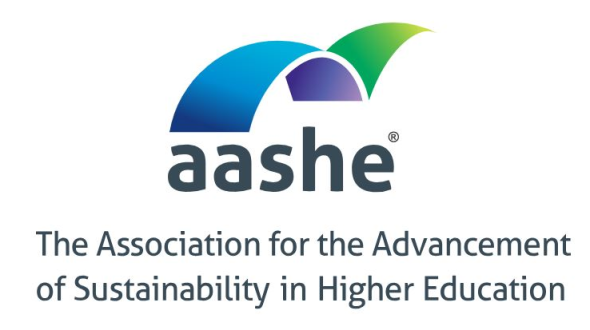 aashe®
The Association for the Advancement
of Sustainability in Higher Education